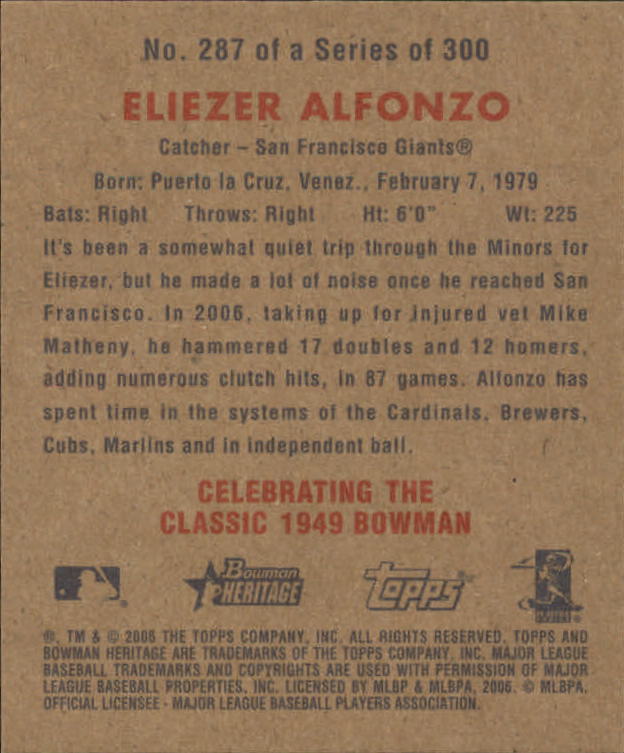 No. 287 of a Series of 300
ELIEZER ALFONZO
Catcher – San Francisco Giants®
Born: Puerto la Cruz, Venez., February 7, 1979
Bats: Right Throws: Right Ht: 6'0" Wt: 225
It's been a somewhat quiet trip through the Minors for
Eliezer, but he made a lot of noise once he reached San
Francisco. In 2006, taking up for injured vet Mike
Matheny, he hammered 17 doubles and 12 homers,
adding numerous clutch hits, in 87 games. Alfonzo has
spent time in the systems of the Cardinals, Brewers,
Cubs, Marlins and in independent ball.
CELEBRATING THE
CLASSIC 1949 BOWMAN
Bowman
HERITAGE
Topps
®, TM & © 2006 THE TOPPS COMPANY, INC. ALL RIGHTS RESERVED. TOPPS AND
BOWMAN HERITAGE ARE TRADEMARKS OF THE TOPPS COMPANY, INC. MAJOR LEAGUE
BASEBALL TRADEMARKS AND COPYRIGHTS ARE USED WITH PERMISSION OF MAJOR
LEAGUE BASEBALL PROPERTIES, INC. LICENSED BY MLBP & MLBPA, 2006. © MLBPA,
OFFICIAL LICENSEE - MAJOR LEAGUE BASEBALL PLAYERS ASSOCIATION.